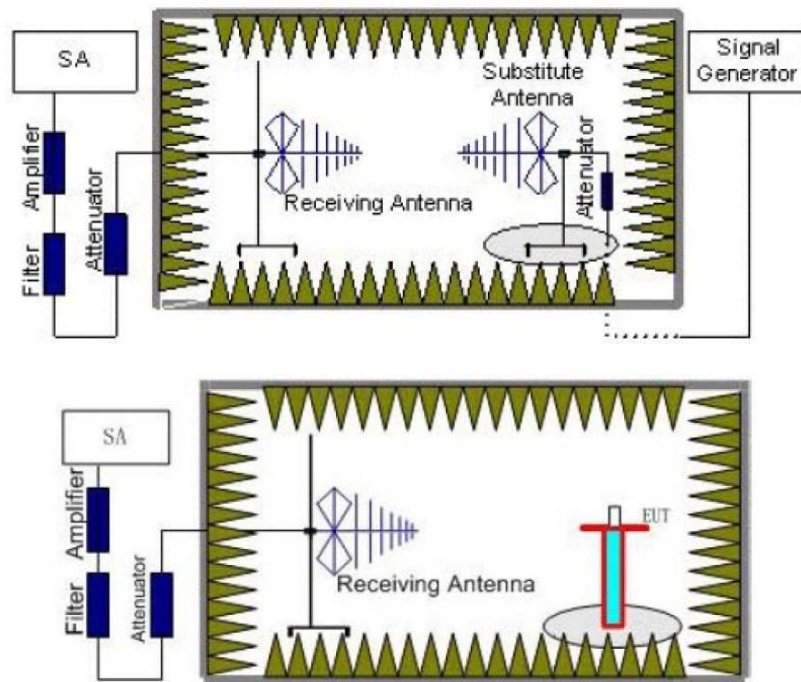 SA
Amplifier
Filter
Attenuator
Receiving Antenna
Substitute
Antenna
Attenuator
Signal
Generator
SA
Amplifier
Filter
Attenuator
Receiving Antenna
EUT